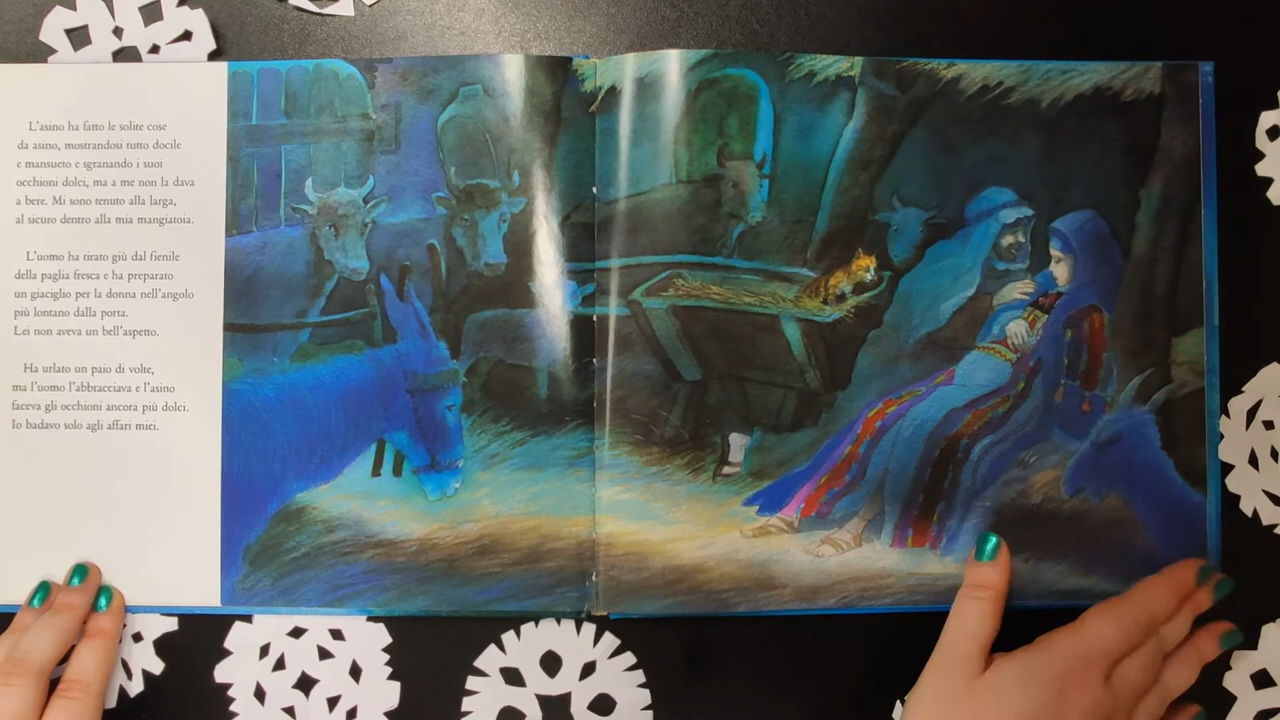 L'asino ha fatto le solite cose
da asino, mostrandosi tutto docile
e mansueto e sgranando i suoi
occhioni dolci, ma a me non la dava
a bere. Mi sono tenuto alla larga,
al sicuro dentro alla mia mangiatoia.
L'uomo ha tirato giù dal fienile
della paglia fresca e ha preparato
un giaciglio per la donna nell'angolo
più lontano dalla porta.
Lei non aveva un bell'aspetto.
Ha urlato un paio di volte,
ma l'uomo l'abbracciava e l'asino
faceva gli occhioni ancora più dolci.
Io badavo solo agli affari miei.